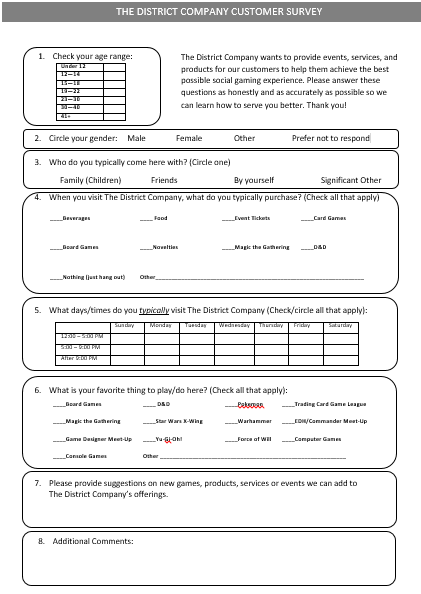 THE DISTRICT COMPANY CUSTOMER SURVEY
1. Check your age range:
Under 12
12—14
15—18
19—22
23—30
30—40
41+
The District Company wants to provide events, services, and
products for our customers to help them achieve the best
possible social gaming experience. Please answer these
questions as honestly and as accurately as possible so we
can learn how to serve you better. Thank you!
2. Circle your gender: Male Female Other Prefer not to respond
3. Who do you typically come here with? (Circle one)
Family (Children) Friends By yourself Significant Other
4. When you visit The District Company, what do you typically purchase? (Check all that apply)
____Beverages ____ Food ____Event Tickets ____Card Games
____Board Games ____Novelties ____Magic the Gathering ____D&D
____Nothing (just hang out) Other____________________
5. What days/times do you typically visit The District Company (Check/circle all that apply):
Sunday Monday Tuesday Wednesday Thursday Friday Saturday
12:00 – 5:00 PM
5:00 – 9:00 PM
After 9:00 PM
6. What is your favorite thing to play/do here? (Check all that apply):
____Board Games ____ D&D ____Pokemon ____Trading Card Game League
____Magic the Gathering ____Star Wars X-Wing ____Warhammer ____EDH/Commander Meet-Up
____Game Designer Meet-Up ____Yu-Gi-Oh! ____Force of Will ____Computer Games
____Console Games Other ____________________
7. Please provide suggestions on new games, products, services or events we can add to
The District Company's offerings.
8. Additional Comments: